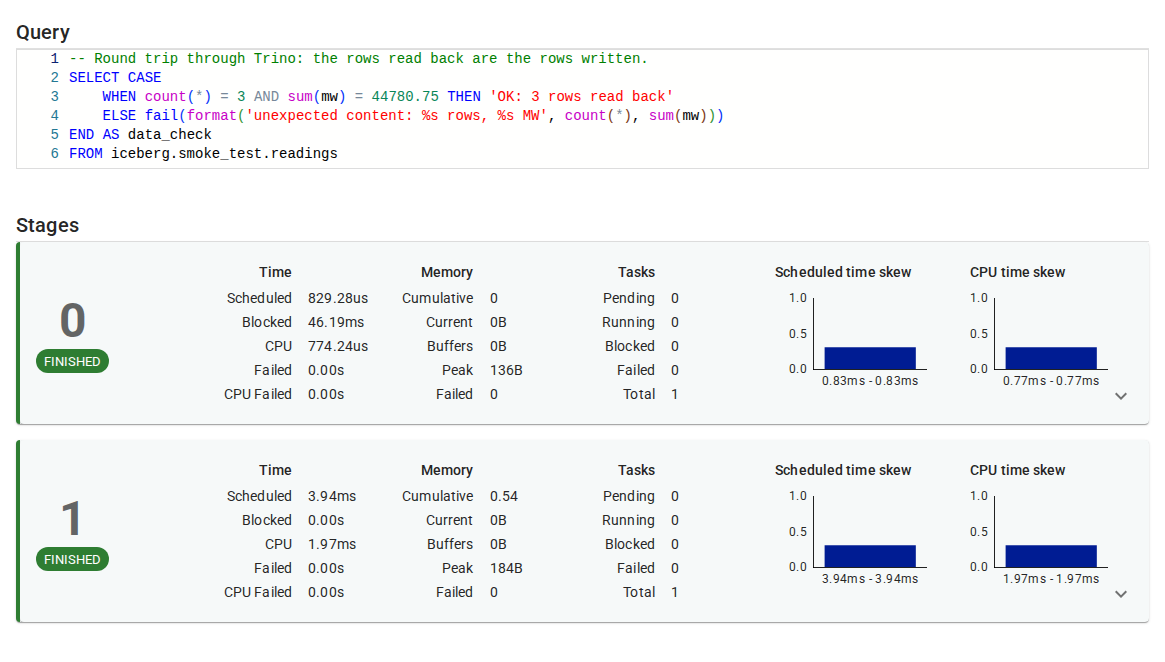 Query
1 -- Round trip through Trino: the rows read back are the rows written.
2 SELECT CASE
3     WHEN count(*) = 3 AND sum(mw) = 44780.75 THEN 'OK: 3 rows read back'
4     ELSE fail(format('unexpected content: %s rows, %s MW', count(*), sum(mw)))
5 END AS data_check
6 FROM iceberg.smoke_test.readings
Stages
0
FINISHED
Time
Scheduled 829.28us
Blocked 46.19ms
CPU 774.24us
Failed 0.00s
CPU Failed 0.00s
Memory
Cumulative 0
Current 0B
Buffers 0B
Peak 136B
Failed 0
Tasks
Pending 0
Running 0
Blocked 0
Failed 0
Total 1
Scheduled time skew
1.0
0.5
0.0
0.83ms - 0.83ms
CPU time skew
1.0
0.5
0.0
0.77ms - 0.77ms
1
FINISHED
Time
Scheduled 3.94ms
Blocked 0.00s
CPU 1.97ms
Failed 0.00s
CPU Failed 0.00s
Memory
Cumulative 0.54
Current 0B
Buffers 0B
Peak 184B
Failed 0
Tasks
Pending 0
Running 0
Blocked 0
Failed 0
Total 1
Scheduled time skew
1.0
0.5
0.0
3.94ms - 3.94ms
CPU time skew
1.0
0.5
0.0
1.97ms - 1.97ms